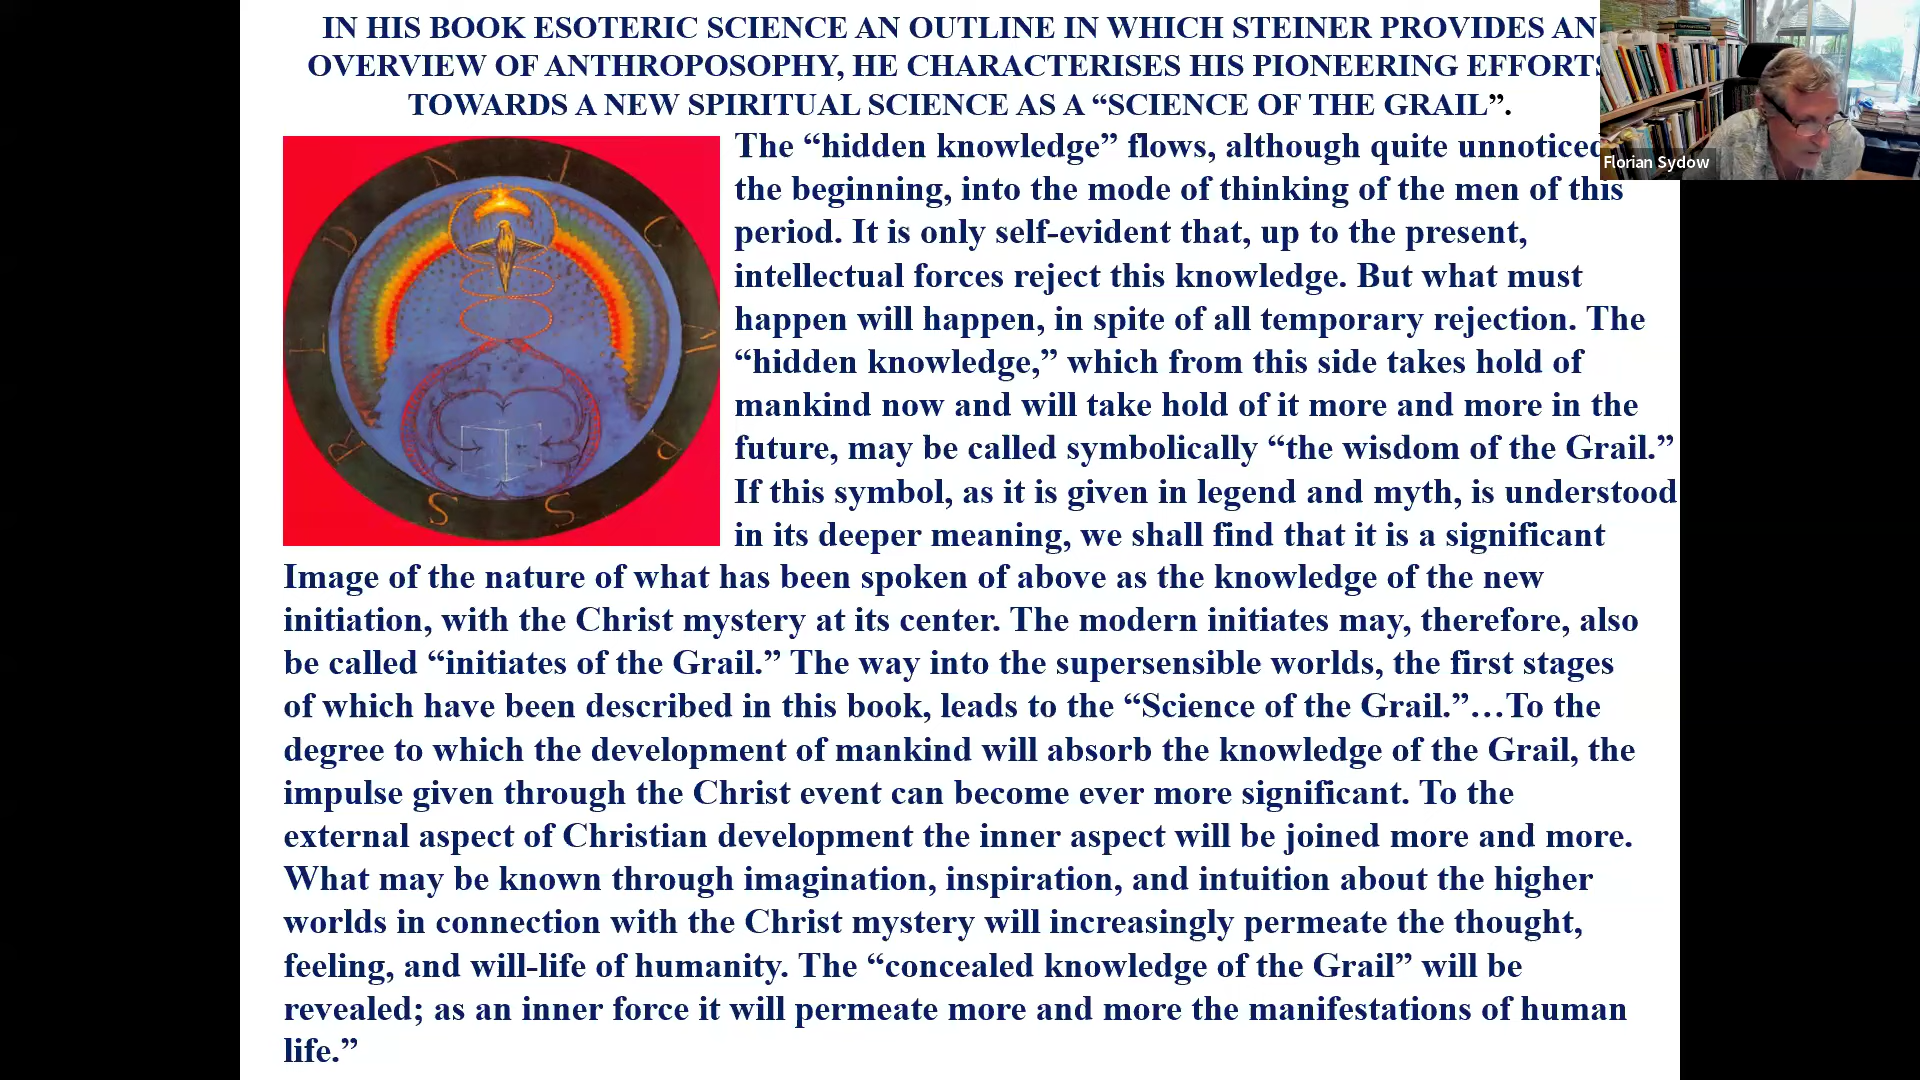 IN HIS BOOK ESOTERIC SCIENCE AN OUTLINE IN WHICH STEINER PROVIDES AN
OVERVIEW OF ANTHROPOSOPHY, HE CHARACTERISES HIS PIONEERING EFFORTS
TOWARDS A NEW SPIRITUAL SCIENCE AS A “SCIENCE OF THE GRAIL”.
The “hidden knowledge” flows, although quite unnoticed
the beginning, into the mode of thinking of the men of this
period. It is only self-evident that, up to the present,
intellectual forces reject this knowledge. But what must
happen will happen, in spite of all temporary rejection. The
“hidden knowledge,” which from this side takes hold of
mankind now and will take hold of it more and more in the
future, may be called symbolically “the wisdom of the Grail.”
If this symbol, as it is given in legend and myth, is understood
in its deeper meaning, we shall find that it is a significant
Image of the nature of what has been spoken of above as the knowledge of the new
initiation, with the Christ mystery at its center. The modern initiates may, therefore, also
be called “initiates of the Grail.” The way into the supersensible worlds, the first stages
of which have been described in this book, leads to the “Science of the Grail.”…To the
degree to which the development of mankind will absorb the knowledge of the Grail, the
impulse given through the Christ event can become ever more significant. To the
external aspect of Christian development the inner aspect will be joined more and more.
What may be known through imagination, inspiration, and intuition about the higher
worlds in connection with the Christ mystery will increasingly permeate the thought,
feeling, and will-life of humanity. The “concealed knowledge of the Grail” will be
revealed; as an inner force it will permeate more and more the manifestations of human
life.”
Florian Sydow